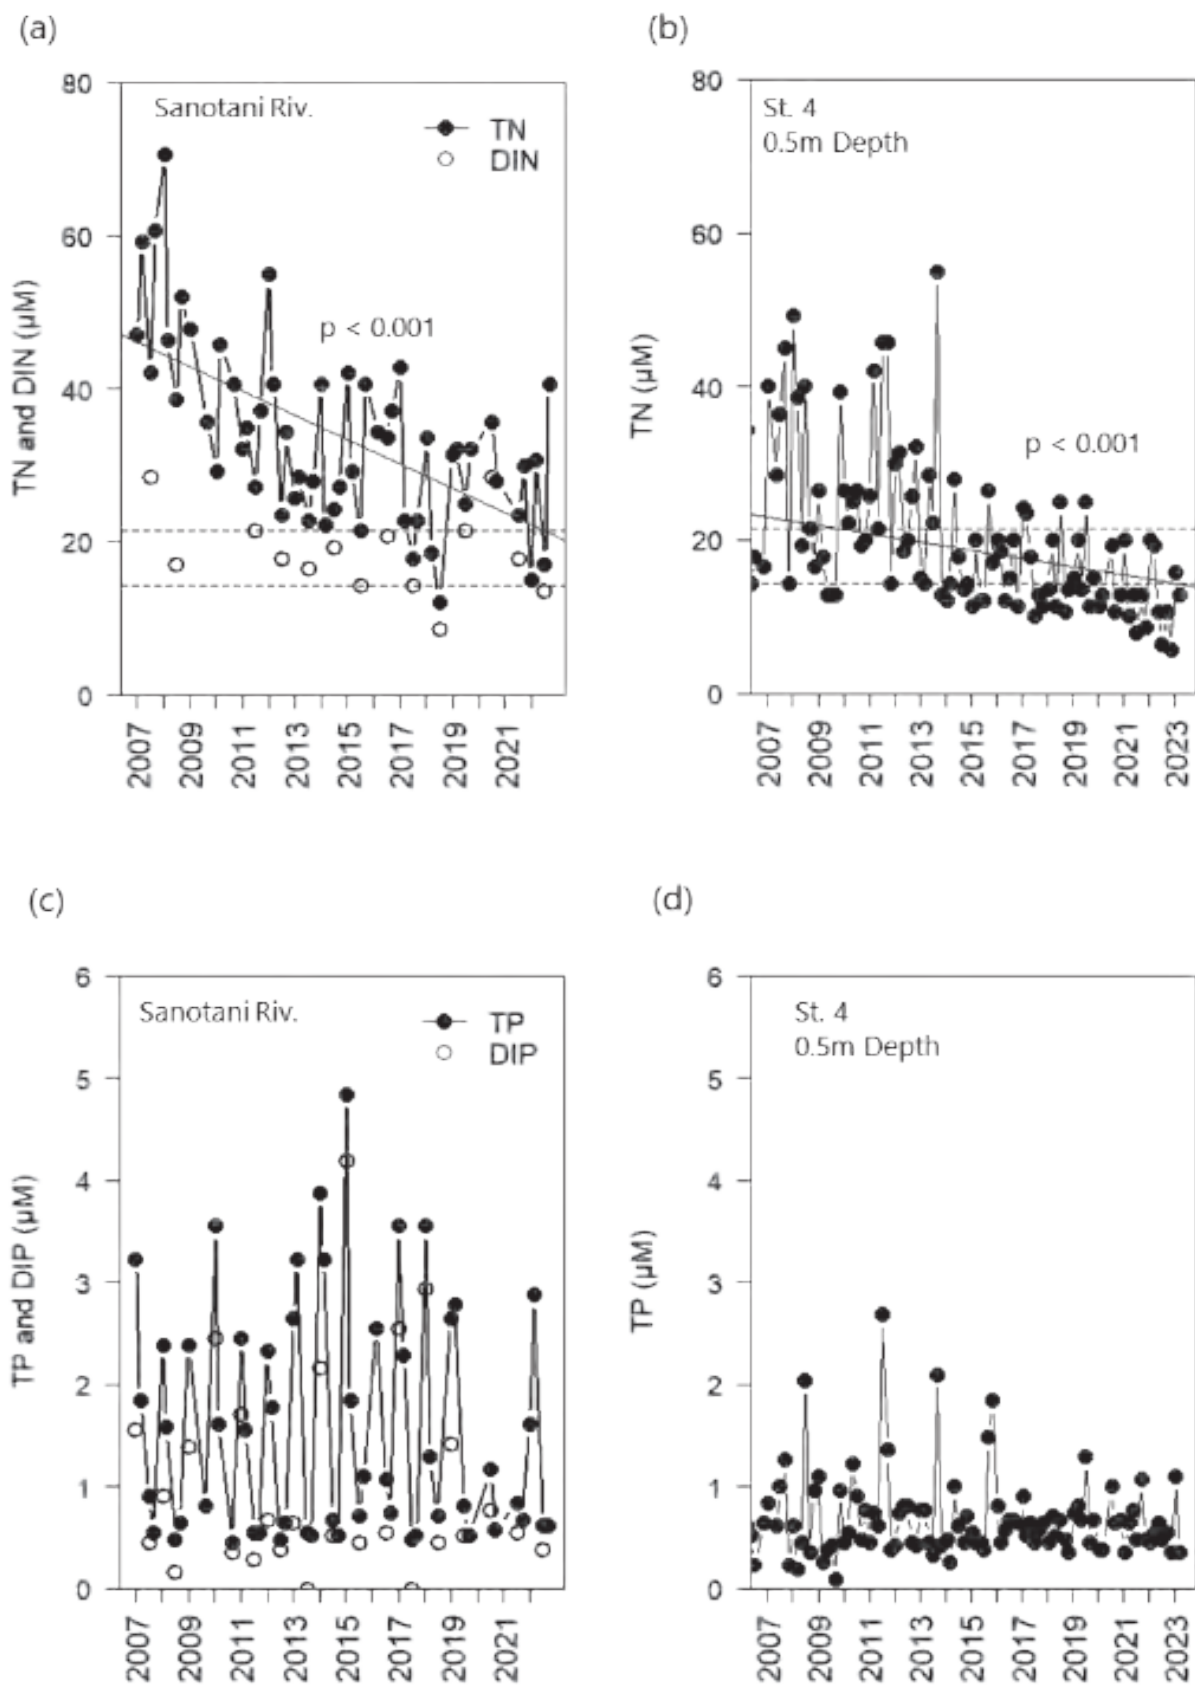 (a)
Sanotani Riv.
TN
DIN
p < 0.001
TN and DIN (μM)
80
60
40
20
0
2007
2009
2011
2013
2015
2017
2019
2021
(b)
St. 4
0.5m Depth
p < 0.001
TN (μM)
80
60
40
20
0
2007
2009
2011
2013
2015
2017
2019
2021
2023
(c)
Sanotani Riv.
TP
DIP
TP and DIP (μM)
6
5
4
3
2
1
0
2007
2009
2011
2013
2015
2017
2019
2021
(d)
St. 4
0.5m Depth
TP (μM)
6
5
4
3
2
1
0
2007
2009
2011
2013
2015
2017
2019
2021
2023